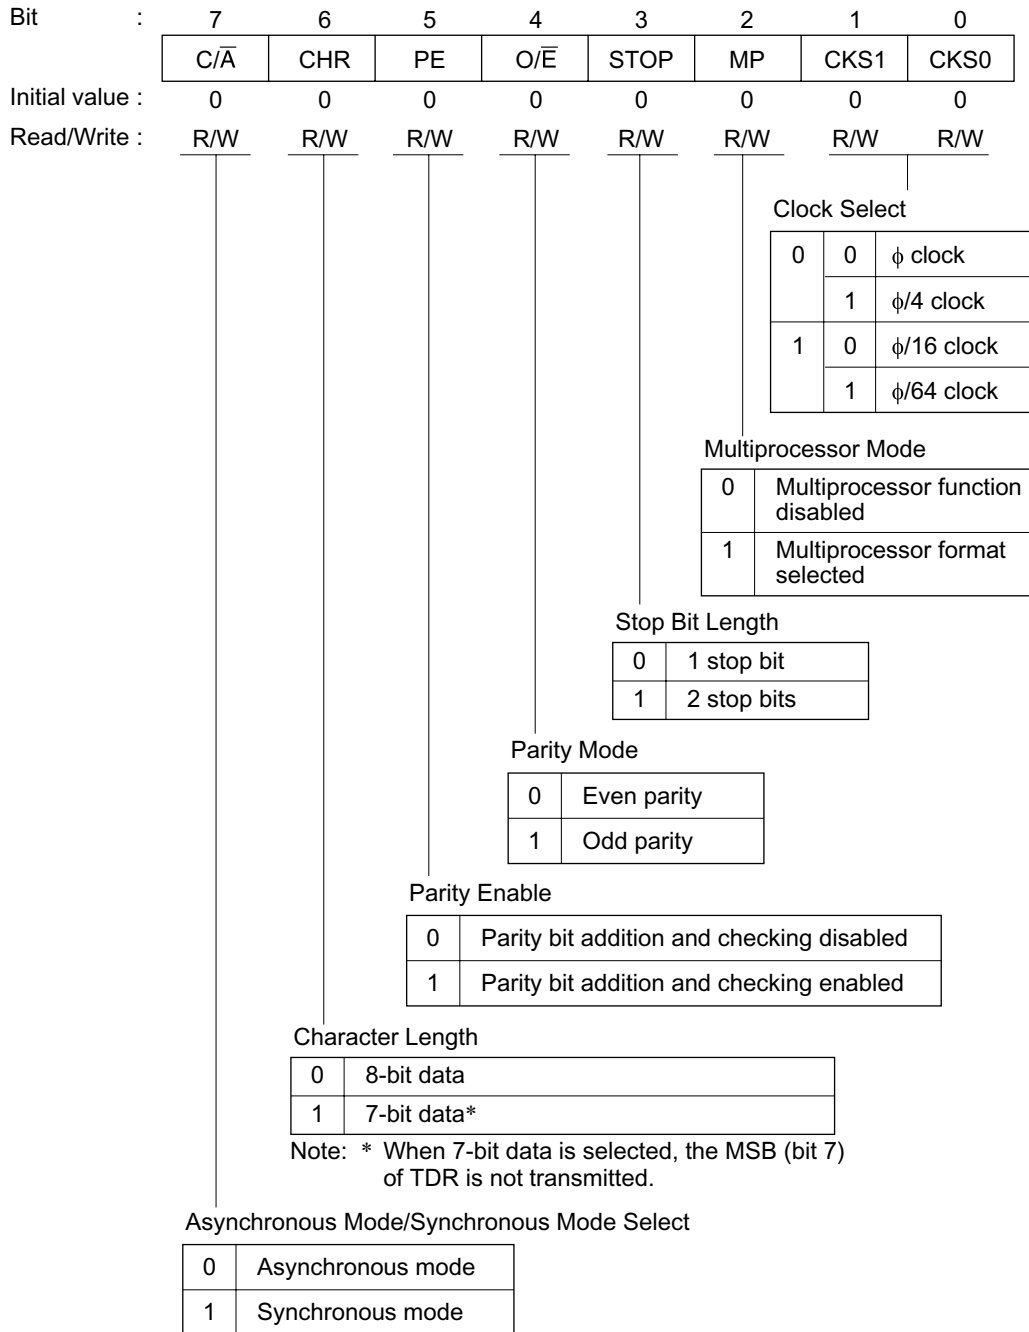 Bit : 7 6 5 4 3 2 1 0
C/A̅ CHR PE O/E̅ STOP MP CKS1 CKS0
Initial value : 0 0 0 0 0 0 0 0
Read/Write : R/W R/W R/W R/W R/W R/W R/W R/W
Clock Select
0 0 ϕ clock
1 ϕ/4 clock
1 0 ϕ/16 clock
1 ϕ/64 clock
Multiprocessor Mode
0 Multiprocessor function
disabled
1 Multiprocessor format
selected
Stop Bit Length
0 1 stop bit
1 2 stop bits
Parity Mode
0 Even parity
1 Odd parity
Parity Enable
0 Parity bit addition and checking disabled
1 Parity bit addition and checking enabled
Character Length
0 8-bit data
1 7-bit data*
Note: * When 7-bit data is selected, the MSB (bit 7)
of TDR is not transmitted.
Asynchronous Mode/Synchronous Mode Select
0 Asynchronous mode
1 Synchronous mode